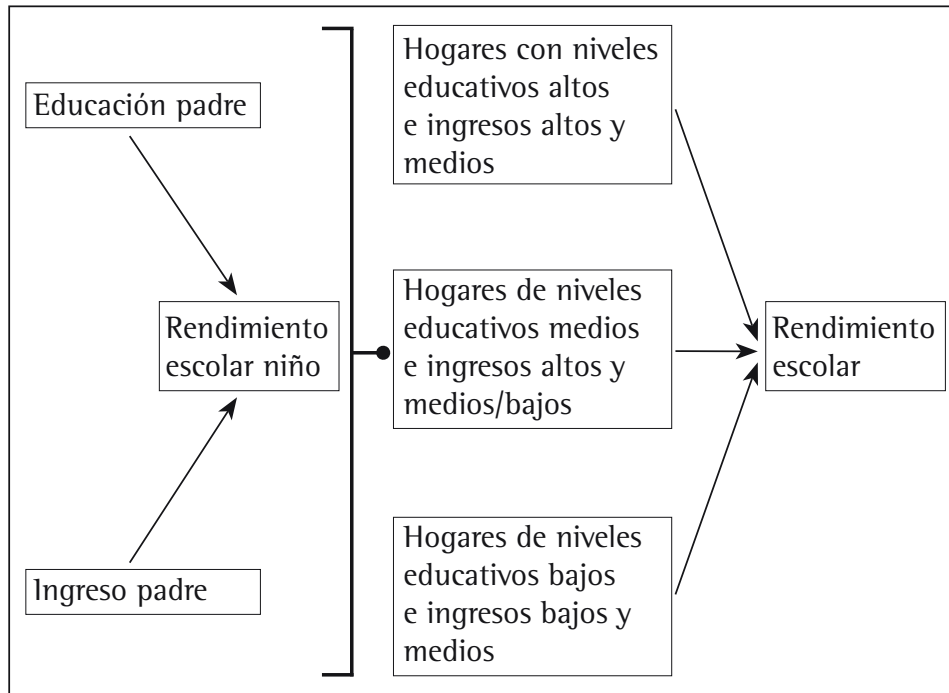 Educación padre
Rendimiento
escolar niño
Ingreso padre
Hogares con niveles
educativos altos
e ingresos altos y
medios
Hogares de niveles
educativos medios
e ingresos altos y
medios/bajos
Hogares de niveles
educativos bajos
e ingresos bajos y
medios
Rendimiento
escolar